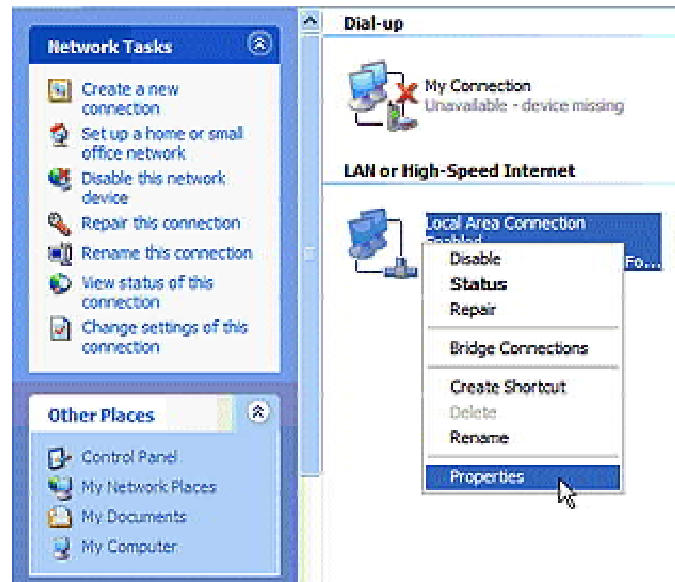 Network Tasks
Create a new
connection
Set up a home or small
office network
Disable this network
device
Repair this connection
Rename this connection
View status of this
connection
Change settings of this
connection
Other Places
Control Panel
My Network Places
My Documents
My Computer
Dial-up
My Connection
Unavailable - device missing
LAN or High-Speed Internet
Local Area Connection
Enabled
Fo...
Disable
Status
Repair
Bridge Connections
Create Shortcut
Delete
Rename
Properties